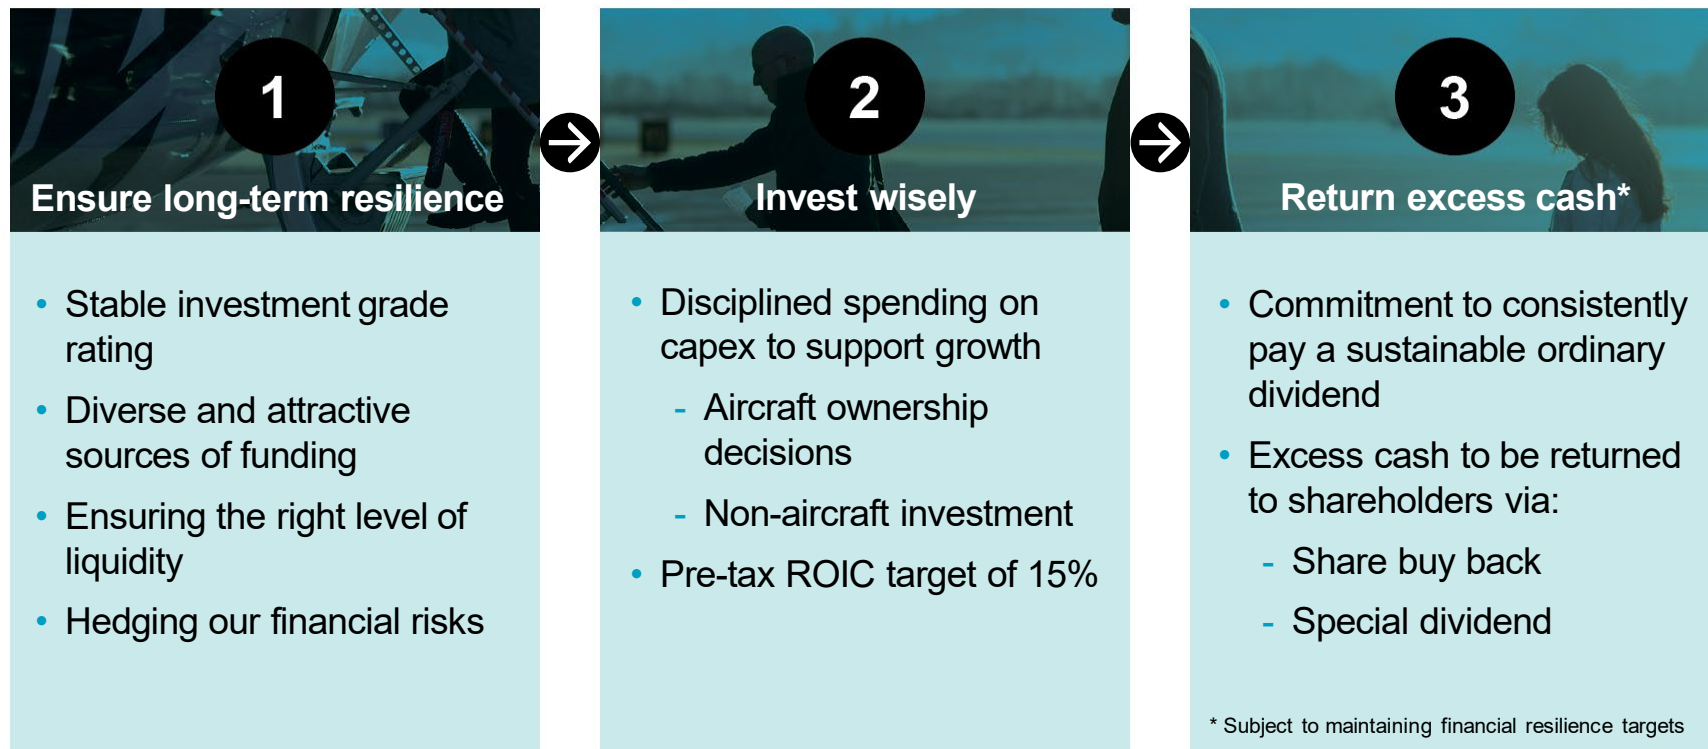 1
Ensure long-term resilience
• Stable investment grade
rating
• Diverse and attractive
sources of funding
• Ensuring the right level of
liquidity
• Hedging our financial risks
2
Invest wisely
• Disciplined spending on
capex to support growth
- Aircraft ownership
decisions
- Non-aircraft investment
• Pre-tax ROIC target of 15%
3
Return excess cash*
• Commitment to consistently
pay a sustainable ordinary
dividend
• Excess cash to be returned
to shareholders via:
- Share buy back
- Special dividend
* Subject to maintaining financial resilience targets